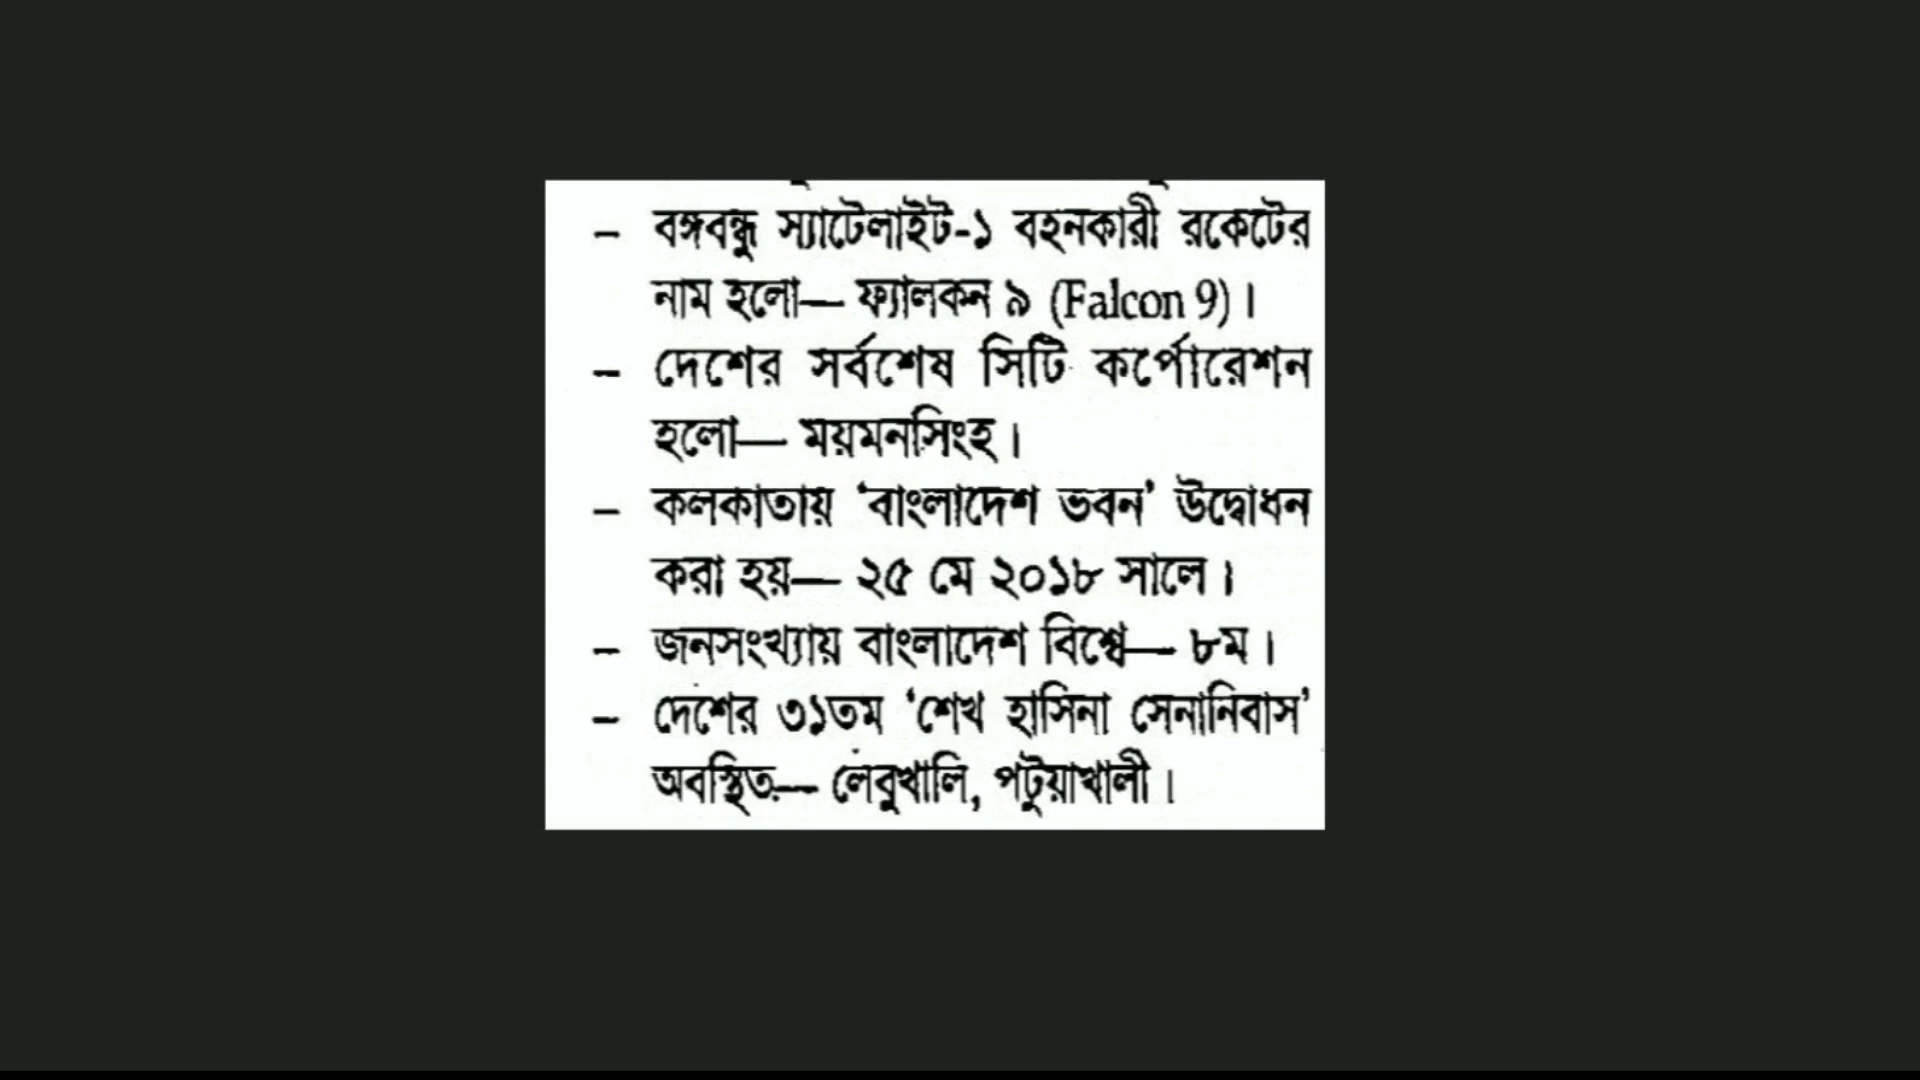 – বঙ্গবন্ধু স্যাটেলাইট-১ বহনকারী রকেটের
নাম হলো— ফ্যালকন ৯ (Falcon 9)।
– দেশের সর্বশেষ সিটি কর্পোরেশন
হলো— ময়মনসিংহ।
– কলকাতায় ‘বাংলাদেশ ভবন’ উদ্বোধন
করা হয়— ২৫ মে ২০১৮ সালে।
– জনসংখ্যায় বাংলাদেশ বিশ্বে— ৮ম।
– দেশের ৩১তম ‘শেখ হাসিনা সেনানিবাস’
অবস্থিত— লেবুখালি, পটুয়াখালী।